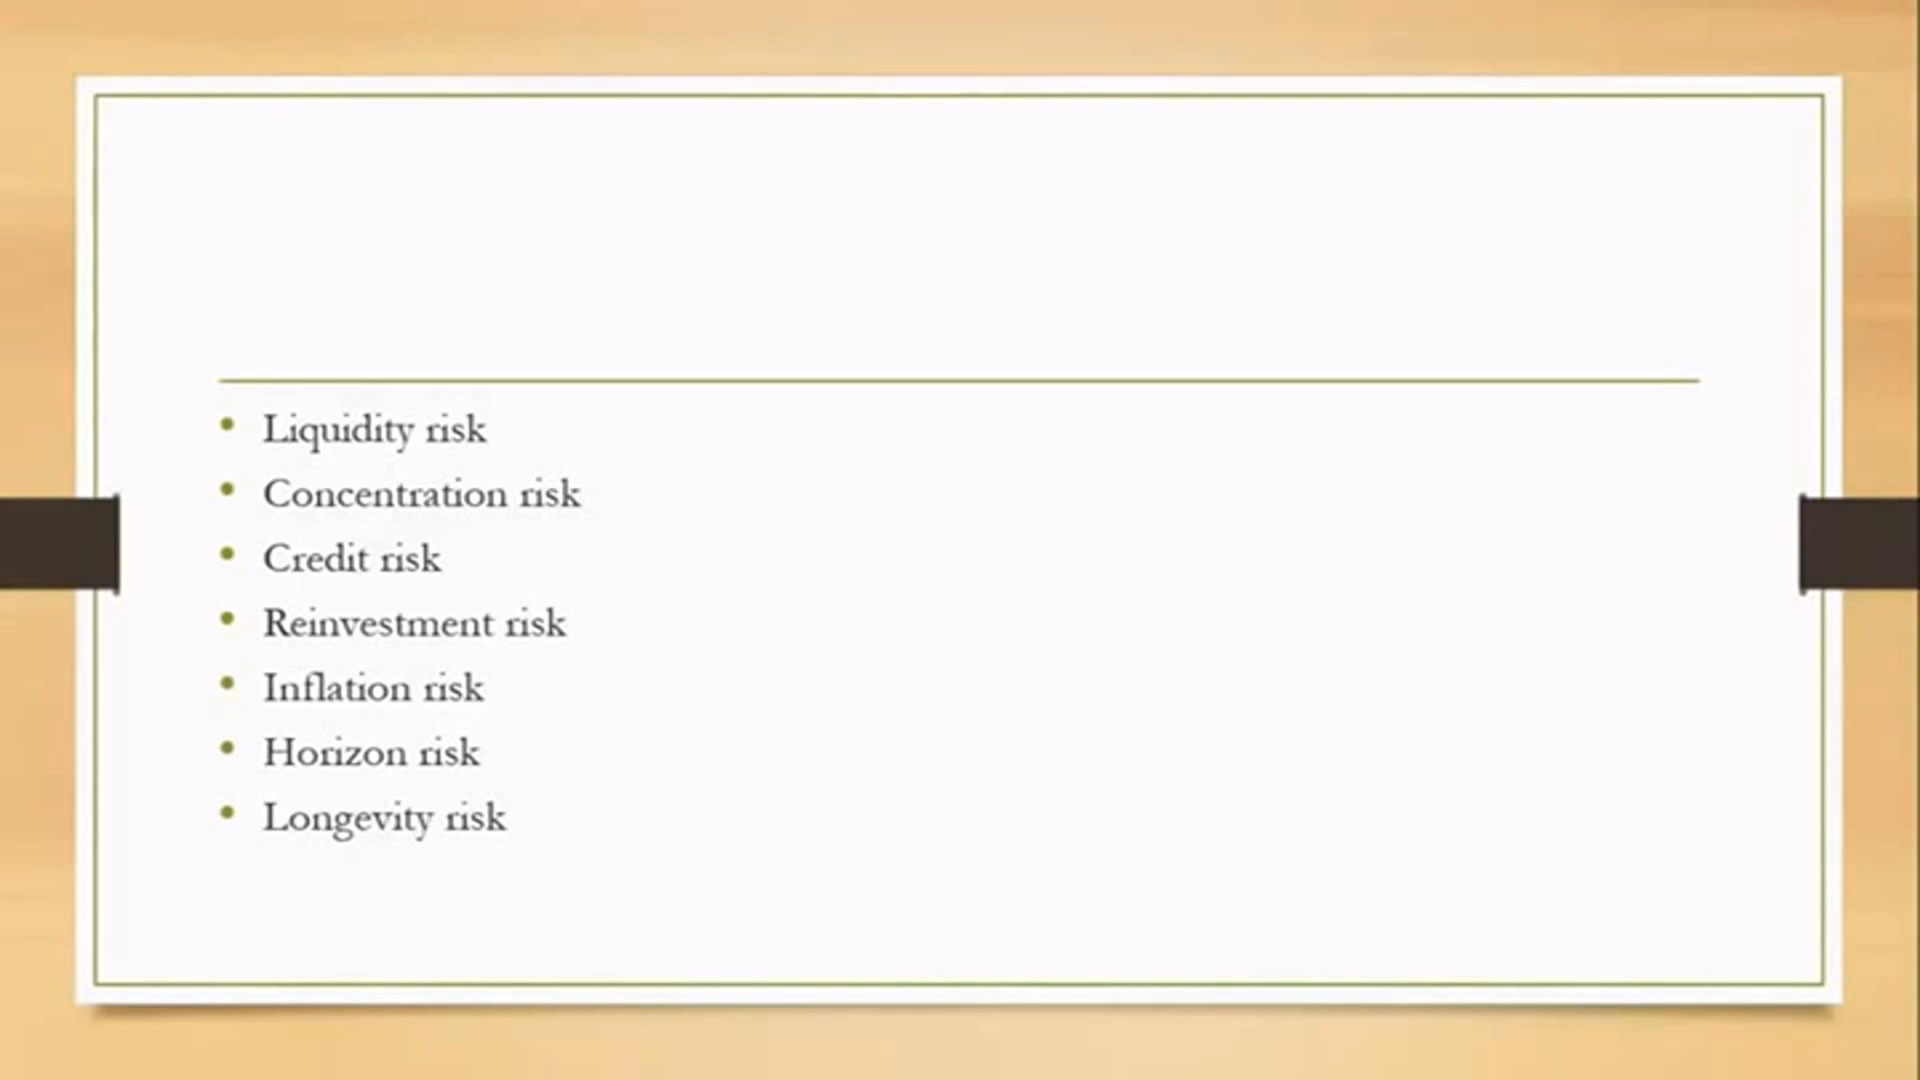 • Liquidity risk
• Concentration risk
• Credit risk
• Reinvestment risk
• Inflation risk
• Horizon risk
• Longevity risk